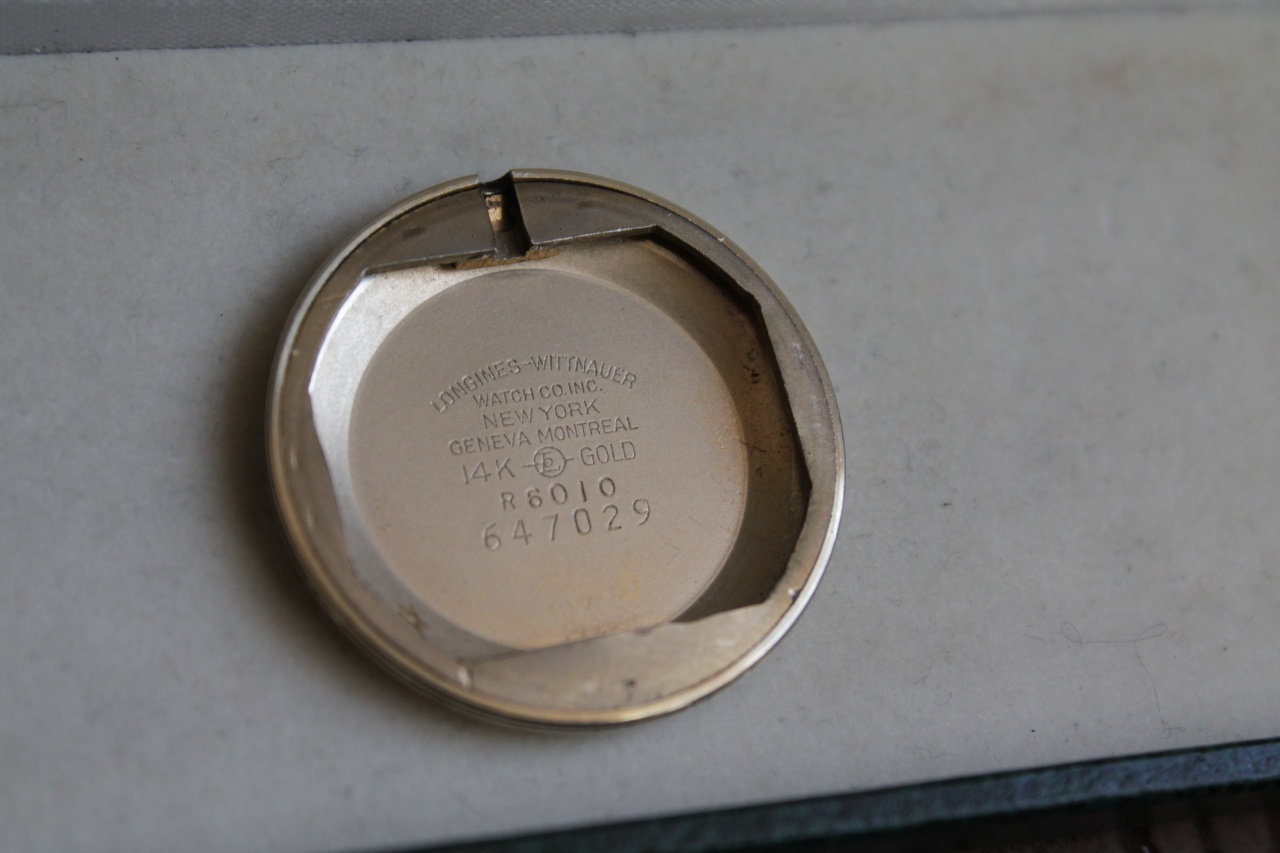 LONGINES-WITTNAUER
WATCH CO. INC.
NEW YORK
GENEVA MONTREAL
14K E GOLD
R6010
647029